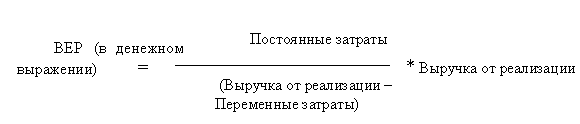 Постоянные затраты
ВЕР (в денежном
выражении) = * Выручка от реализации
(Выручка от реализации –
Переменные затраты)